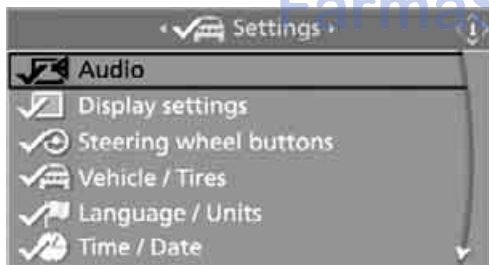 Settings
Audio
Display settings
Steering wheel buttons
Vehicle / Tires
Language / Units
Time / Date